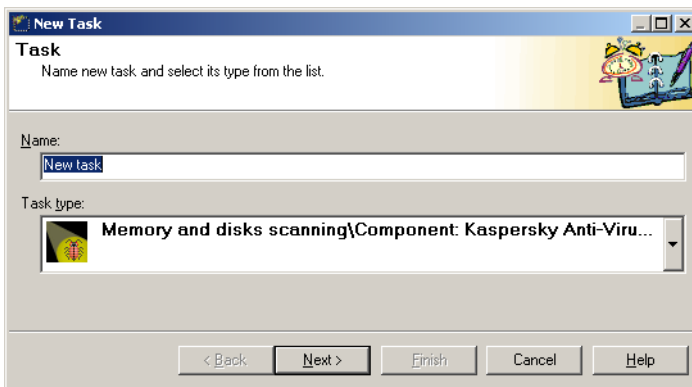 New Task
Task
Name new task and select its type from the list.
Name:
New task
Task type:
Memory and disks scanning\Component: Kaspersky Anti-Viru...
< Back Next > Finish Cancel Help